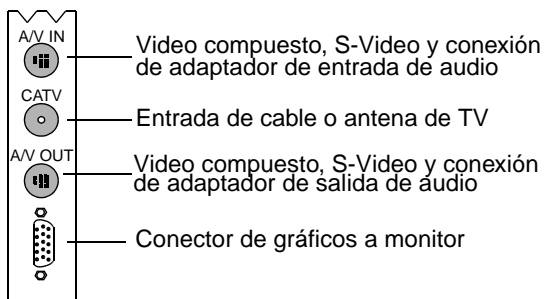 A/V IN
Video compuesto, S-Video y conexión
de adaptador de entrada de audio
CATV
Entrada de cable o antena de TV
A/V OUT
Video compuesto, S-Video y conexión
de adaptador de salida de audio
Conector de gráficos a monitor